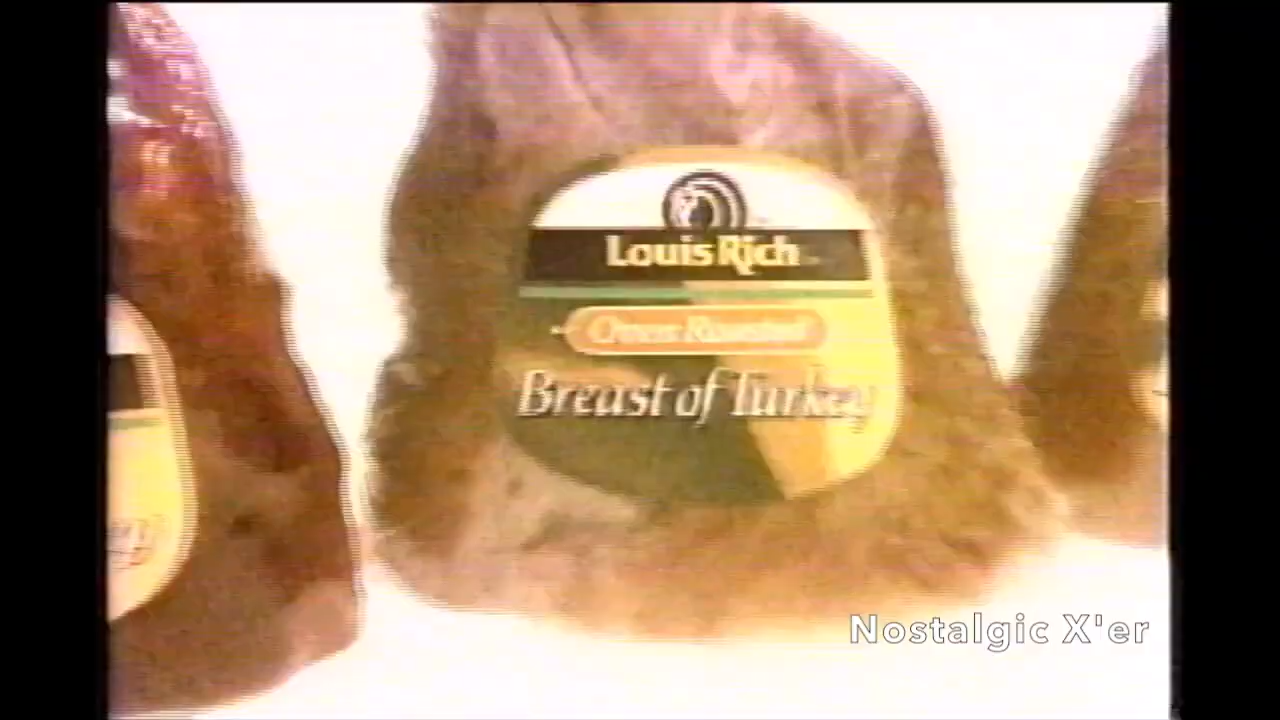 Louis Rich
Oven Roasted
Breast of Turkey
Nostalgic X'er